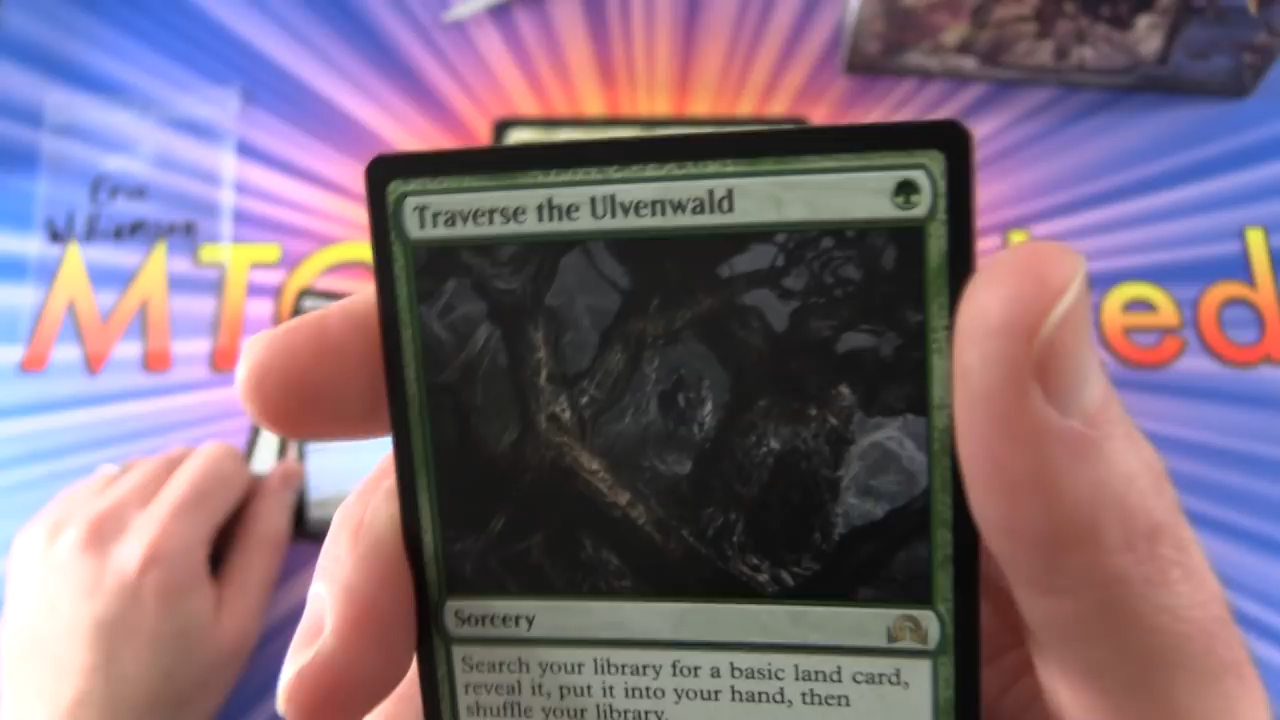 Traverse the Ulvenwald
MT
ed
Sorcery
Search your library for a basic land card,
reveal it, put it into your hand, then
shuffle your library.